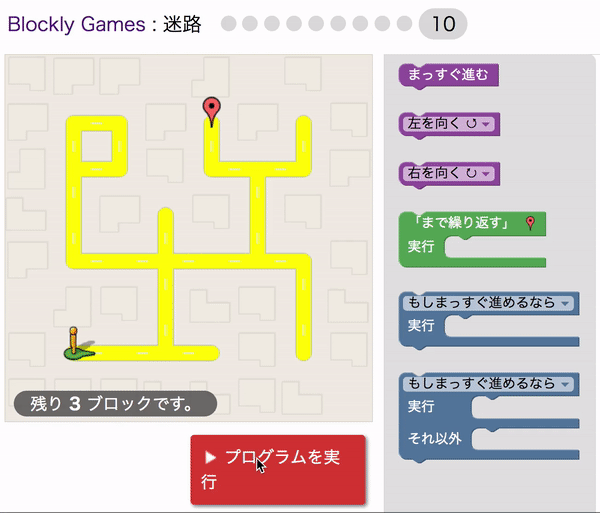 Blockly Games : 迷路 10
まっすぐ進む
左を向く ↺
右を向く ↻
「まで繰り返す」
実行
もしまっすぐ進めるなら
実行
もしまっすぐ進めるなら
実行
それ以外
残り 3 ブロックです。
プログラムを実
行